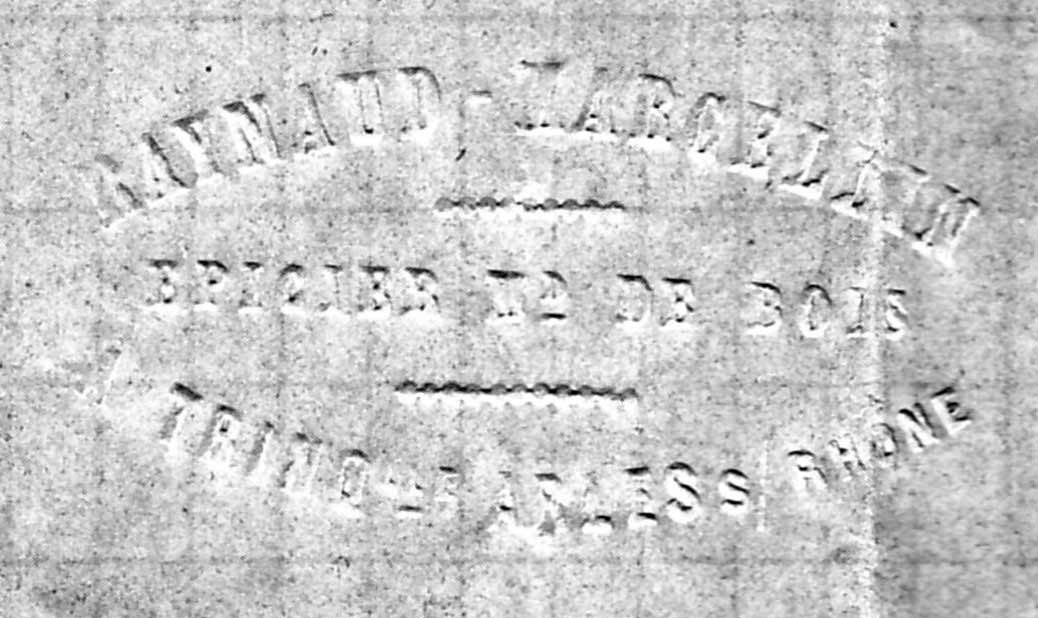 RAYNAUD - MARCELLIN
EPICIER MD DE BOIS
ARLES S/ RHONE